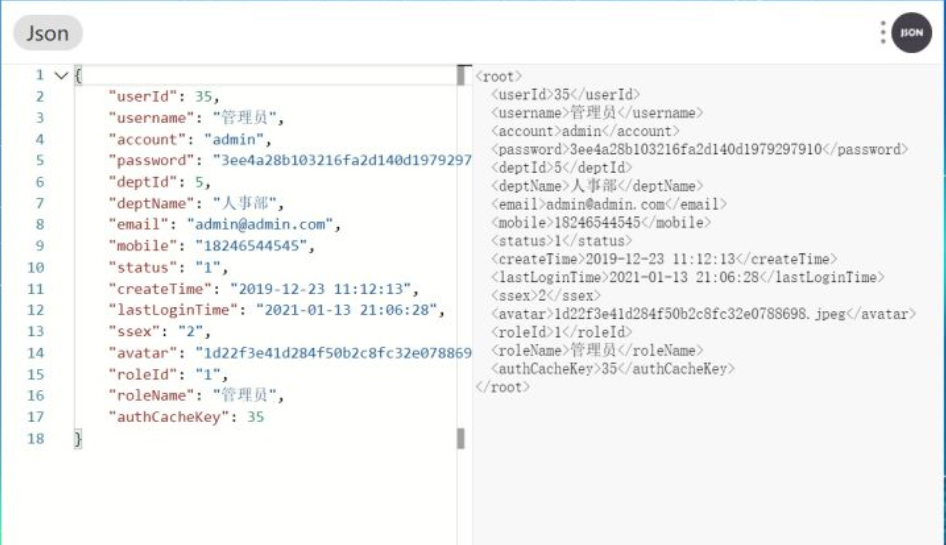 Json
JSON
1 {
2 "userId": 35,
3 "username": "管理员",
4 "account": "admin",
5 "password": "3ee4a28b103216fa2d140d1979297
6 "deptId": 5,
7 "deptName": "人事部",
8 "email": "admin@admin.com",
9 "mobile": "18246544545",
10 "status": "1",
11 "createTime": "2019-12-23 11:12:13",
12 "lastLoginTime": "2021-01-13 21:06:28",
13 "ssex": "2",
14 "avatar": "1d22f3e41d284f50b2c8fc32e078869
15 "roleId": "1",
16 "roleName": "管理员",
17 "authCacheKey": 35
18 }
<root>
<userId>35</userId>
<username>管理员</username>
<account>admin</account>
<password>3ee4a28b103216fa2d140d1979297910</password>
<deptId>5</deptId>
<deptName>人事部</deptName>
<email>admin@admin.com</email>
<mobile>18246544545</mobile>
<status>1</status>
<createTime>2019-12-23 11:12:13</createTime>
<lastLoginTime>2021-01-13 21:06:28</lastLoginTime>
<ssex>2</ssex>
<avatar>1d22f3e41d284f50b2c8fc32e0788698.jpeg</avatar>
<roleId>1</roleId>
<roleName>管理员</roleName>
<authCacheKey>35</authCacheKey>
</root>